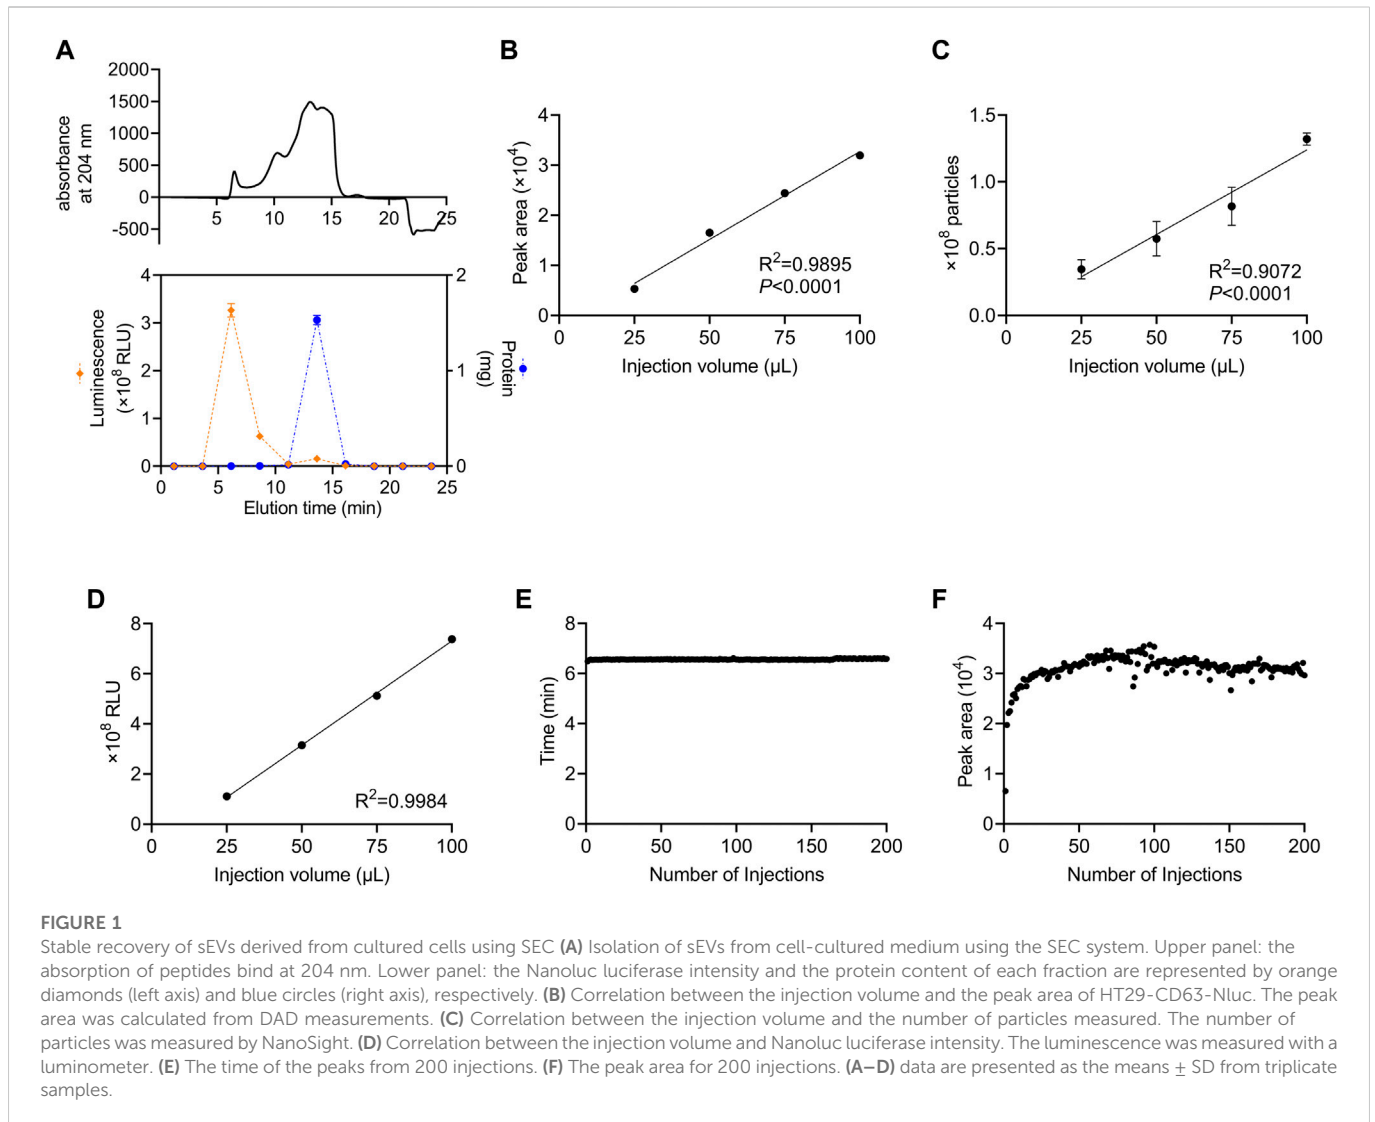 A
absorbance
at 204 nm
2000
1500
1000
500
0
-500
5
10
15
20
25
Luminescence
(×10⁸ RLU)
4
3
2
1
0
2
1
0
Protein
(mg)
0
5
10
15
20
25
Elution time (min)
B
Peak area (×10⁴)
4
3
2
1
0
R²=0.9895
P<0.0001
0
25
50
75
100
Injection volume (µL)
C
×10⁸ particles
1.5
1.0
0.5
0.0
R²=0.9072
P<0.0001
0
25
50
75
100
Injection volume (µL)
D
×10⁸ RLU
8
6
4
2
0
R²=0.9984
0
25
50
75
100
Injection volume (µL)
E
Time (min)
8
6
4
2
0
0
50
100
150
200
Number of Injections
F
Peak area (10⁴)
4
3
2
1
0
0
50
100
150
200
Number of Injections
FIGURE 1
Stable recovery of sEVs derived from cultured cells using SEC (A) Isolation of sEVs from cell-cultured medium using the SEC system. Upper panel: the
absorption of peptides bind at 204 nm. Lower panel: the Nanoluc luciferase intensity and the protein content of each fraction are represented by orange
diamonds (left axis) and blue circles (right axis), respectively. (B) Correlation between the injection volume and the peak area of HT29-CD63-Nluc. The peak
area was calculated from DAD measurements. (C) Correlation between the injection volume and the number of particles measured. The number of
particles was measured by NanoSight. (D) Correlation between the injection volume and Nanoluc luciferase intensity. The luminescence was measured with a
luminometer. (E) The time of the peaks from 200 injections. (F) The peak area for 200 injections. (A–D) data are presented as the means ± SD from triplicate
samples.